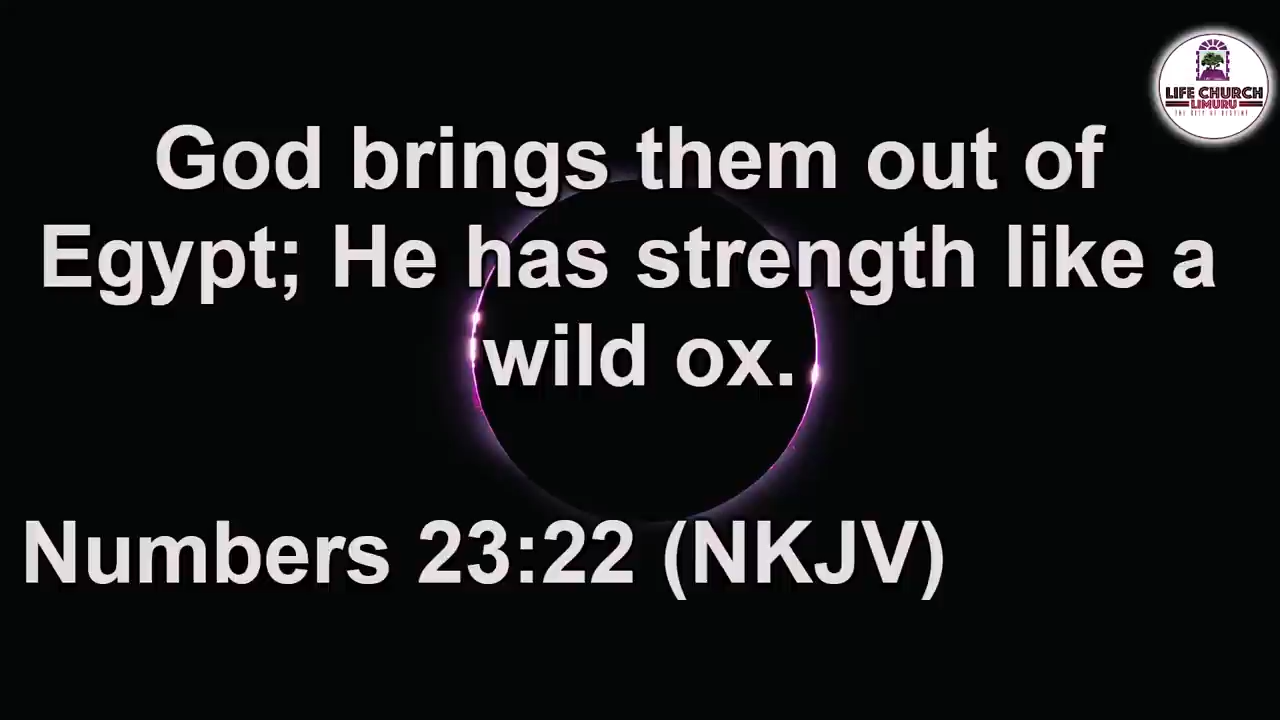 God brings them out of
Egypt; He has strength like a
wild ox.
Numbers 23:22 (NKJV)
LIFE CHURCH
LIMURU